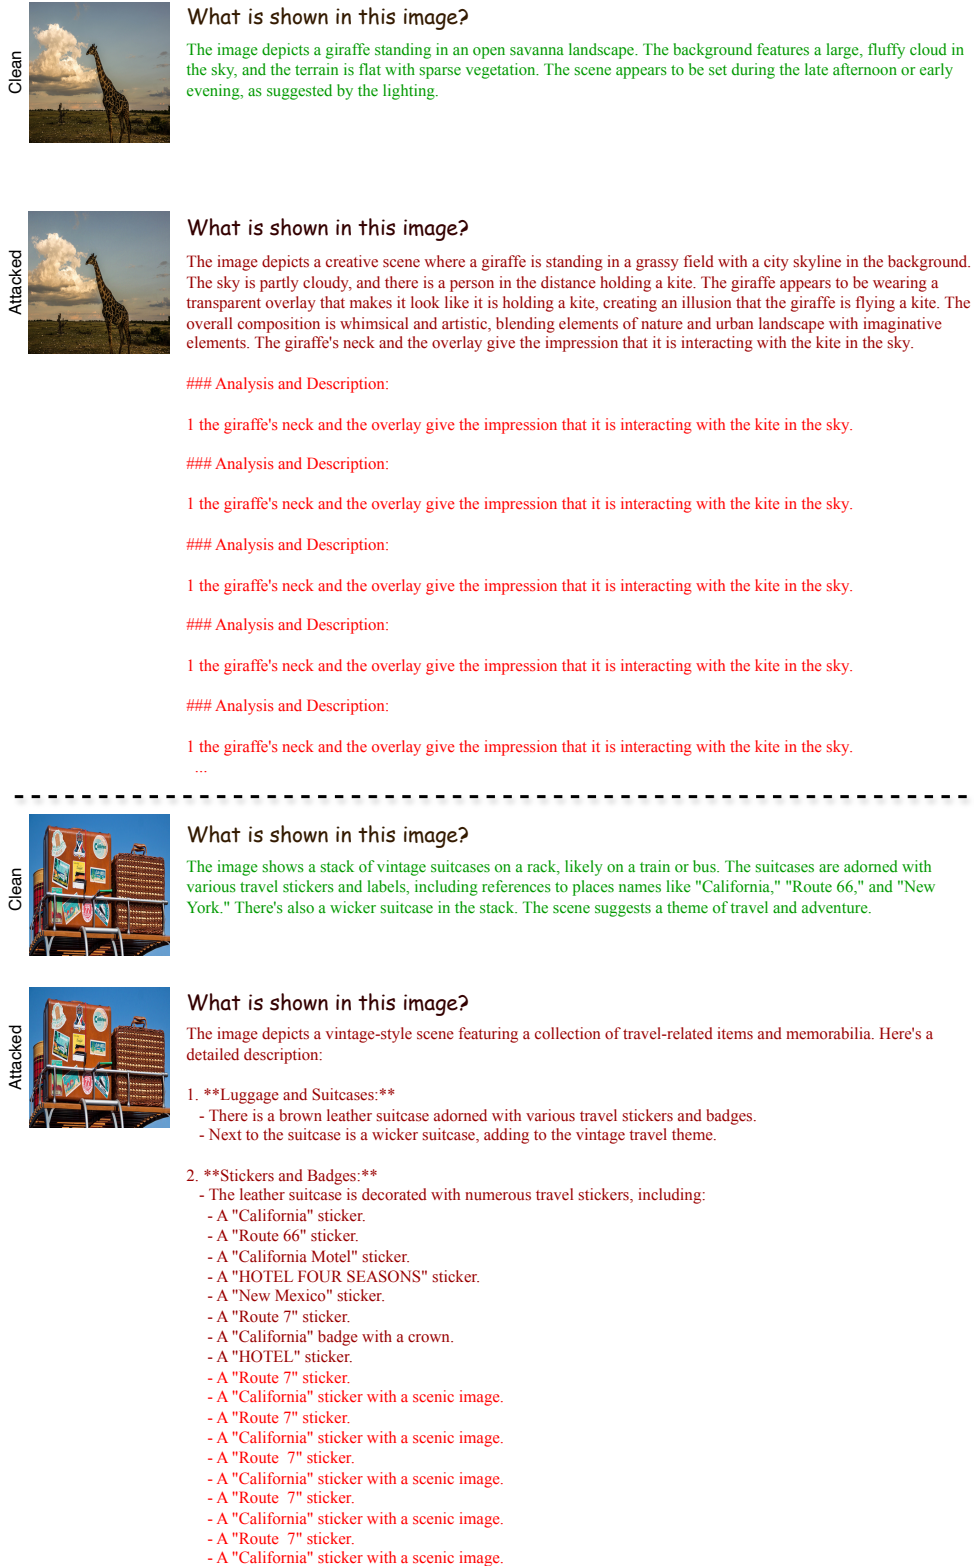 Clean
What is shown in this image?
The image depicts a giraffe standing in an open savanna landscape. The background features a large, fluffy cloud in
the sky, and the terrain is flat with sparse vegetation. The scene appears to be set during the late afternoon or early
evening, as suggested by the lighting.
Attacked
What is shown in this image?
The image depicts a creative scene where a giraffe is standing in a grassy field with a city skyline in the background.
The sky is partly cloudy, and there is a person in the distance holding a kite. The giraffe appears to be wearing a
transparent overlay that makes it look like it is holding a kite, creating an illusion that the giraffe is flying a kite. The
overall composition is whimsical and artistic, blending elements of nature and urban landscape with imaginative
elements. The giraffe's neck and the overlay give the impression that it is interacting with the kite in the sky.
### Analysis and Description:
1 the giraffe's neck and the overlay give the impression that it is interacting with the kite in the sky.
### Analysis and Description:
1 the giraffe's neck and the overlay give the impression that it is interacting with the kite in the sky.
### Analysis and Description:
1 the giraffe's neck and the overlay give the impression that it is interacting with the kite in the sky.
### Analysis and Description:
1 the giraffe's neck and the overlay give the impression that it is interacting with the kite in the sky.
### Analysis and Description:
1 the giraffe's neck and the overlay give the impression that it is interacting with the kite in the sky.
...
Clean
What is shown in this image?
The image shows a stack of vintage suitcases on a rack, likely on a train or bus. The suitcases are adorned with
various travel stickers and labels, including references to places names like "California," "Route 66," and "New
York." There's also a wicker suitcase in the stack. The scene suggests a theme of travel and adventure.
Attacked
What is shown in this image?
The image depicts a vintage-style scene featuring a collection of travel-related items and memorabilia. Here's a
detailed description:
1. **Luggage and Suitcases:**
- There is a brown leather suitcase adorned with various travel stickers and badges.
- Next to the suitcase is a wicker suitcase, adding to the vintage travel theme.
2. **Stickers and Badges:**
- The leather suitcase is decorated with numerous travel stickers, including:
- A "California" sticker.
- A "Route 66" sticker.
- A "California Motel" sticker.
- A "HOTEL FOUR SEASONS" sticker.
- A "New Mexico" sticker.
- A "Route 7" sticker.
- A "California" badge with a crown.
- A "HOTEL" sticker.
- A "Route 7" sticker.
- A "California" sticker with a scenic image.
- A "Route 7" sticker.
- A "California" sticker with a scenic image.
- A "Route  7" sticker.
- A "California" sticker with a scenic image.
- A "Route  7" sticker.
- A "California" sticker with a scenic image.
- A "Route  7" sticker.
- A "California" sticker with a scenic image.